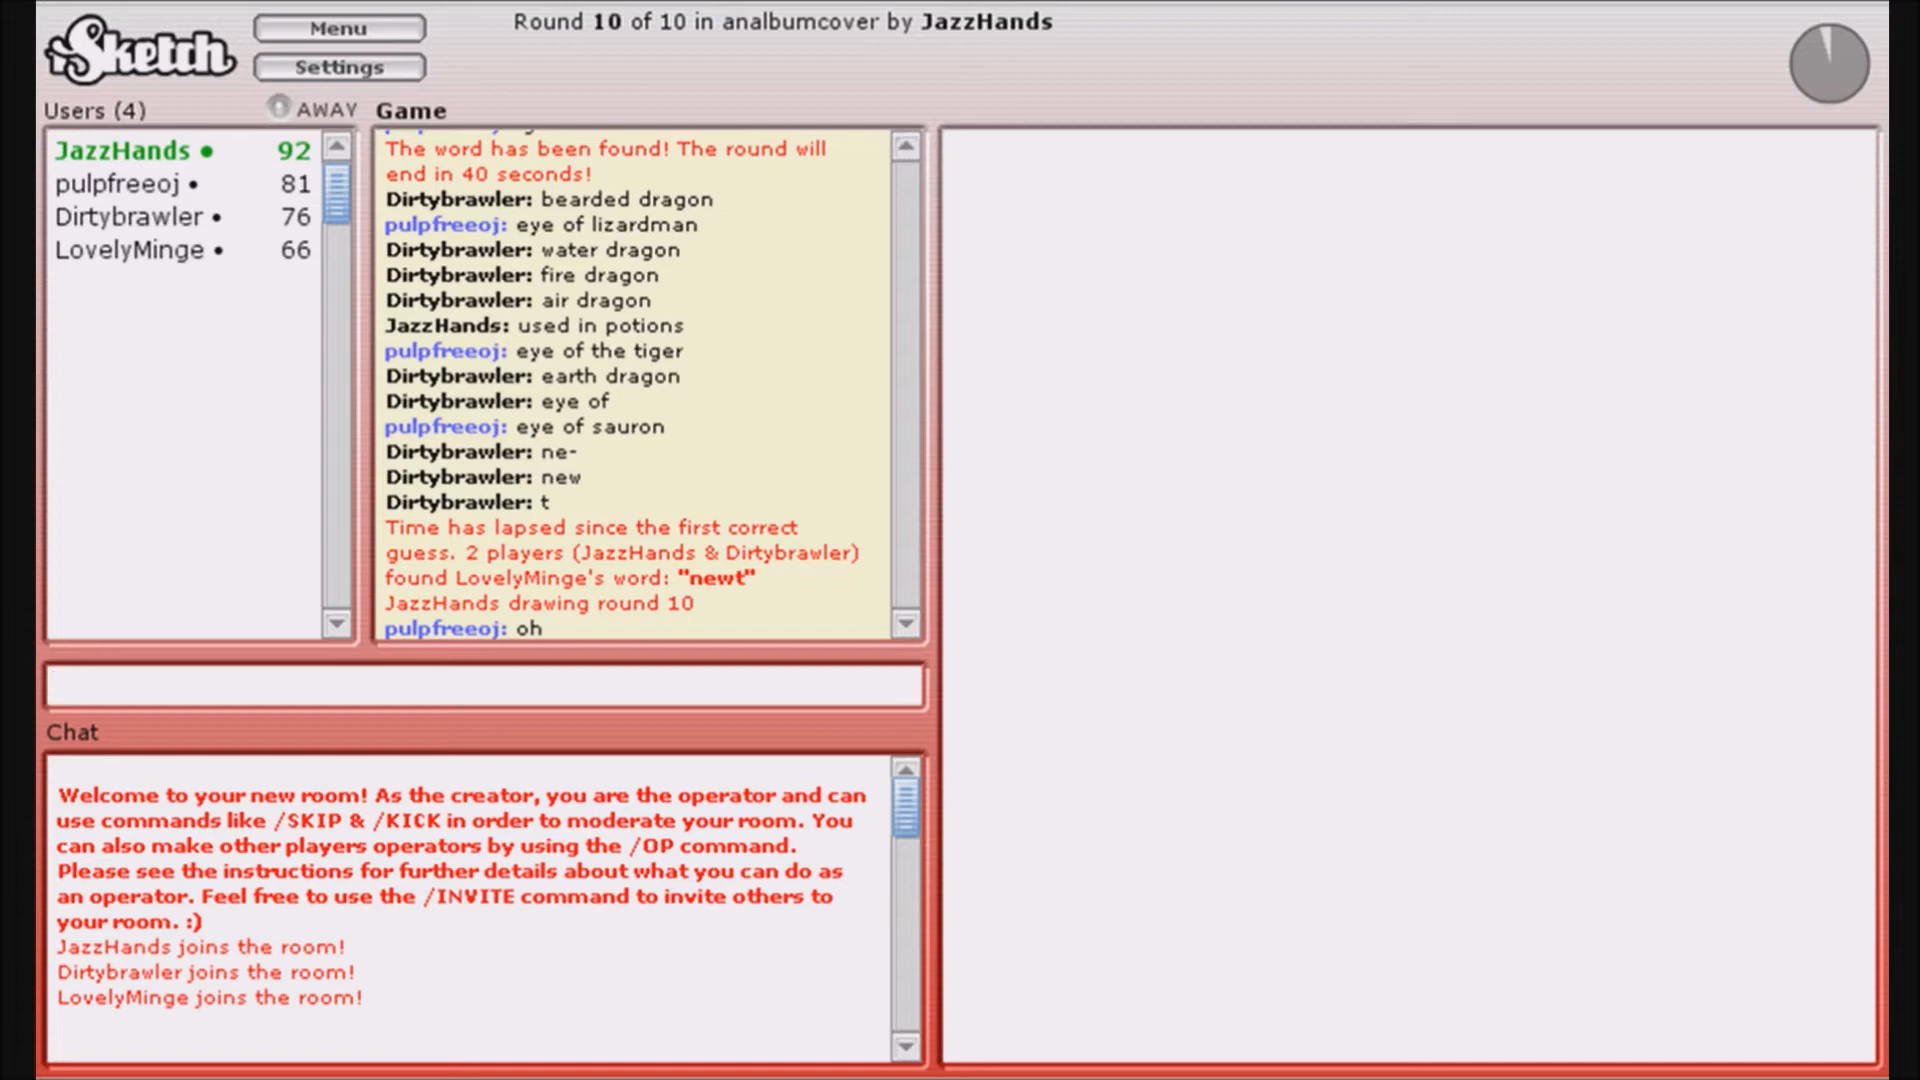 iSketch
Menu
Settings
Round 10 of 10 in analbumcover by JazzHands
Users (4)
AWAY
Game
JazzHands • 92
pulpfreeoj • 81
Dirtybrawler • 76
LovelyMinge • 66
The word has been found! The round will
end in 40 seconds!
Dirtybrawler: bearded dragon
pulpfreeoj: eye of lizardman
Dirtybrawler: water dragon
Dirtybrawler: fire dragon
Dirtybrawler: air dragon
JazzHands: used in potions
pulpfreeoj: eye of the tiger
Dirtybrawler: earth dragon
Dirtybrawler: eye of
pulpfreeoj: eye of sauron
Dirtybrawler: ne-
Dirtybrawler: new
Dirtybrawler: t
Time has lapsed since the first correct
guess. 2 players (JazzHands & Dirtybrawler)
found LovelyMinge's word: "newt"
JazzHands drawing round 10
pulpfreeoj: oh
Chat
Welcome to your new room! As the creator, you are the operator and can
use commands like /SKIP & /KICK in order to moderate your room. You
can also make other players operators by using the /OP command.
Please see the instructions for further details about what you can do as
an operator. Feel free to use the /INVITE command to invite others to
your room. :)
JazzHands joins the room!
Dirtybrawler joins the room!
LovelyMinge joins the room!